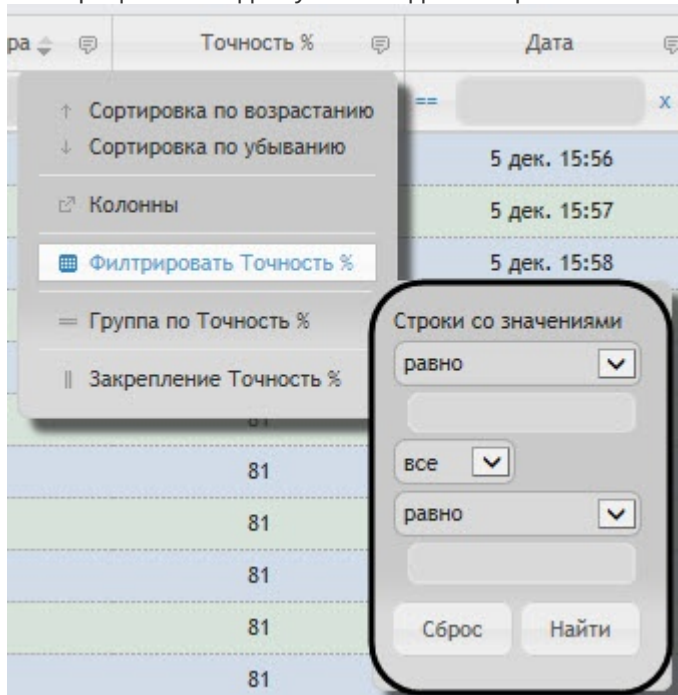 ра Точность % Дата
== x
Сортировка по возрастанию
Сортировка по убыванию
Колонны
Филтрировать Точность %
Группа по Точность %
Закрепление Точность %
5 дек. 15:56
5 дек. 15:57
5 дек. 15:58
Строки со значениями
равно
все
равно
Сброс Найти
81
81
81
81
81